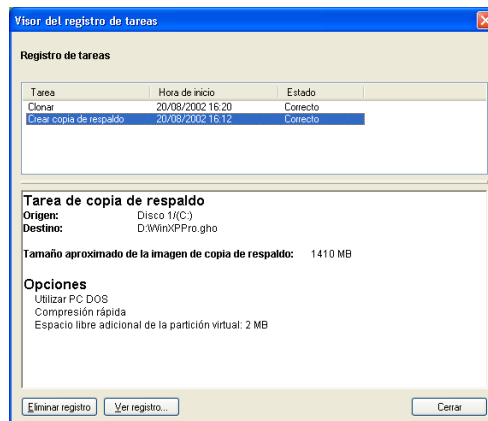 Visor del registro de tareas
Registro de tareas
Tarea Hora de inicio Estado
Clonar 20/08/2002 16:20 Correcto
Crear copia de respaldo 20/08/2002 16:12 Correcto
Tarea de copia de respaldo
Origen: Disco 1/(C:)
Destino: D:\WinXPPro.gho
Tamaño aproximado de la imagen de copia de respaldo: 1410 MB
Opciones
Utilizar PC DOS
Compresión rápida
Espacio libre adicional de la partición virtual: 2 MB
Eliminar registro Ver registro... Cerrar